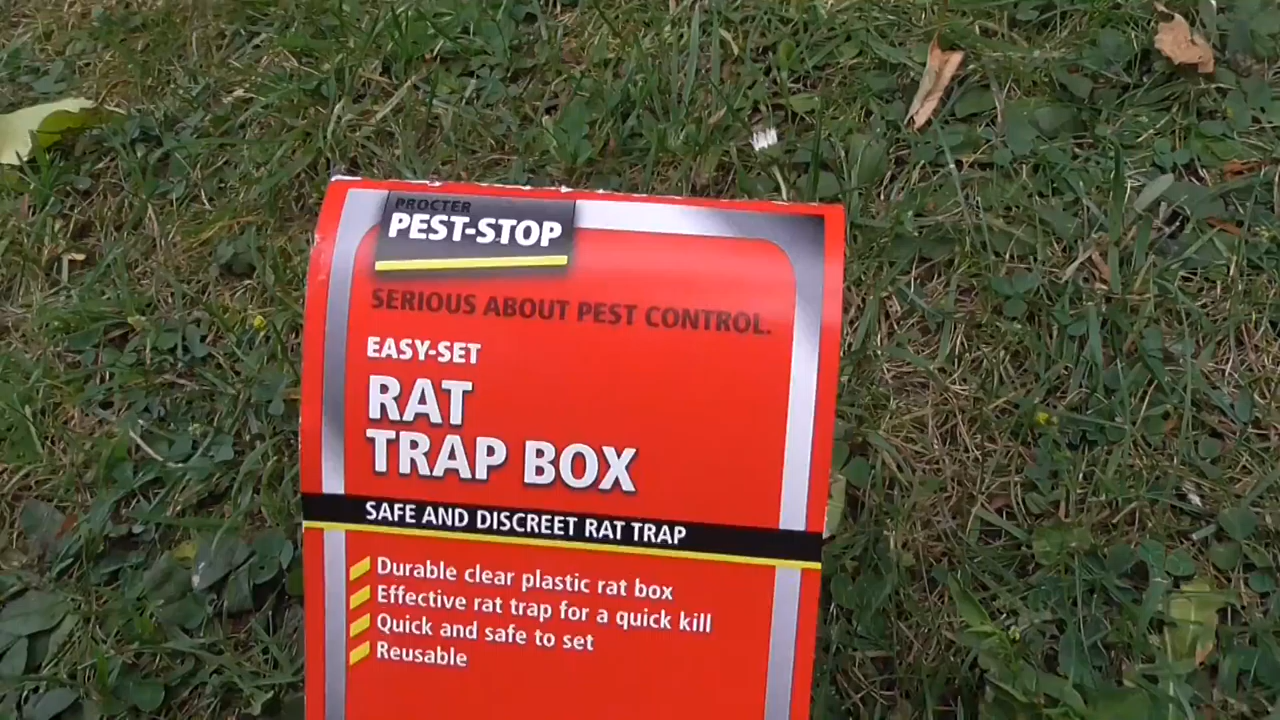 PROCTER
PEST-STOP
SERIOUS ABOUT PEST CONTROL.
EASY-SET
RAT
TRAP BOX
SAFE AND DISCREET RAT TRAP
Durable clear plastic rat box
Effective rat trap for a quick kill
Quick and safe to set
Reusable